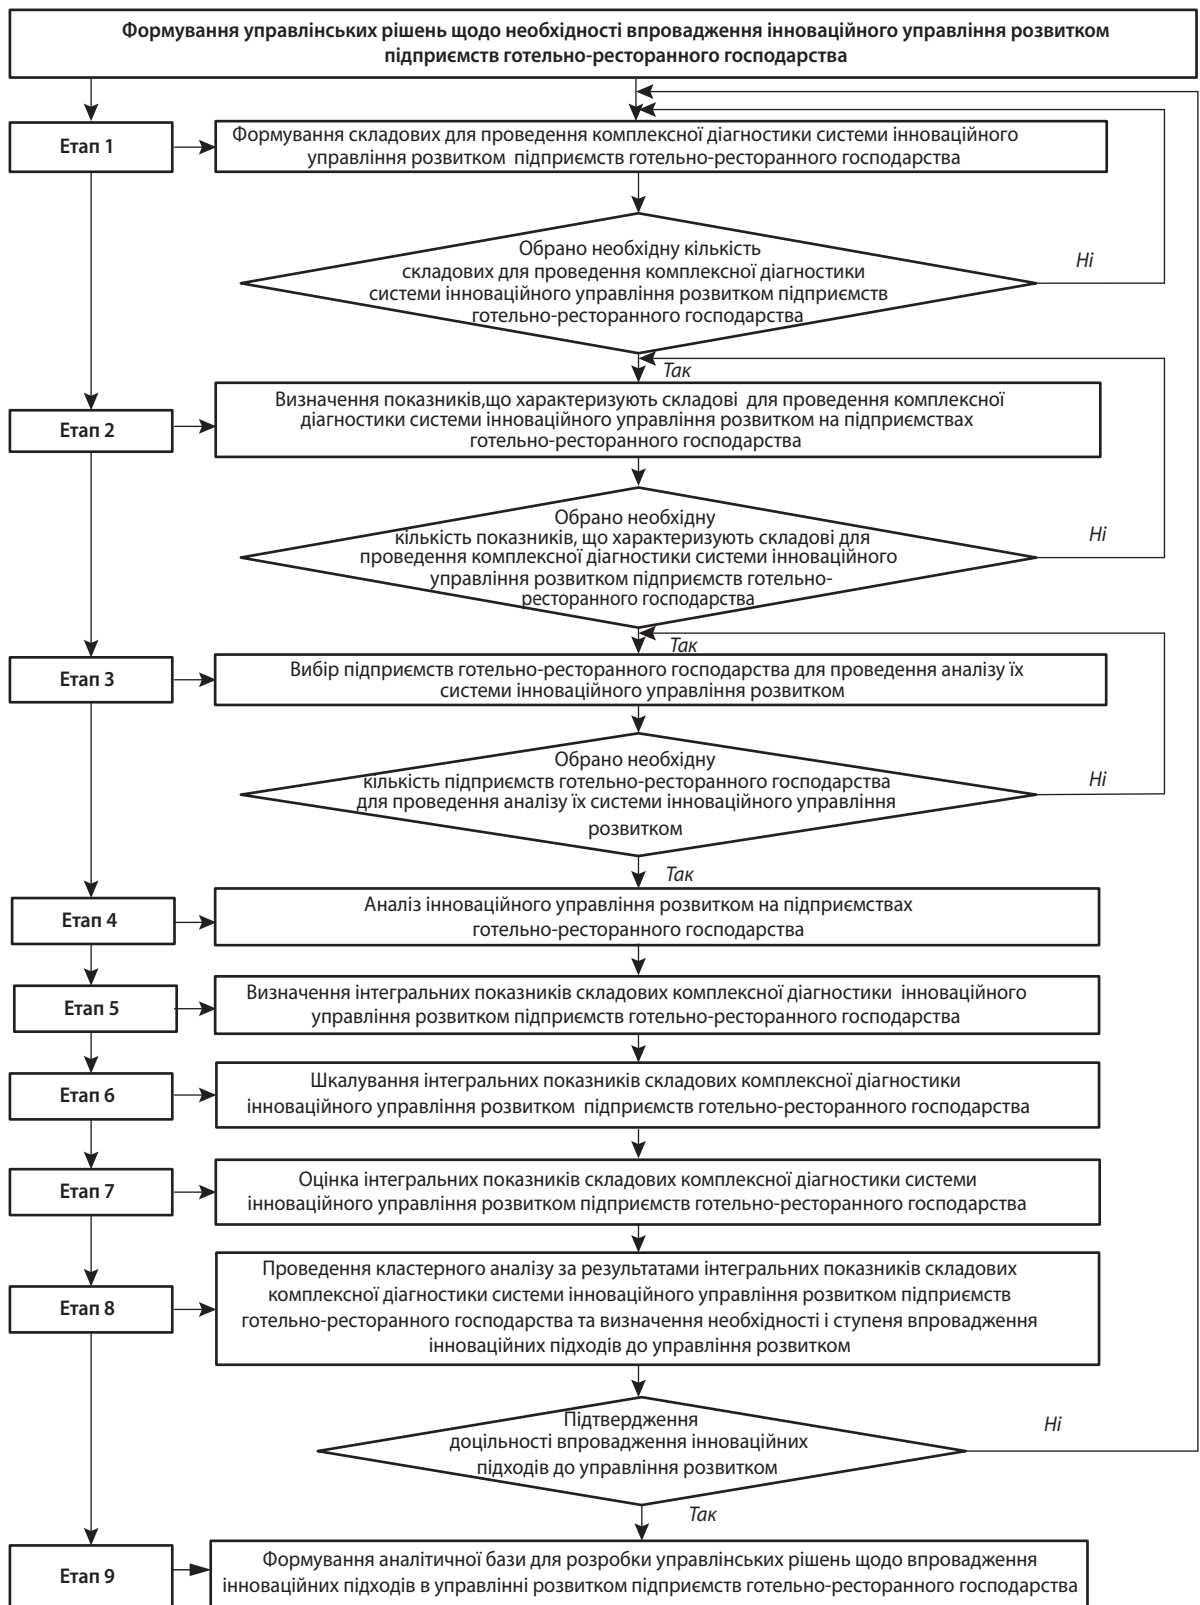 Формування управлінських рішень щодо необхідності впровадження інноваційного управління розвитком
підприємств готельно-ресторанного господарства
Етап 1
Формування складових для проведення комплексної діагностики системи інноваційного
управління розвитком підприємств готельно-ресторанного господарства
Обрано необхідну кількість
складових для проведення комплексної діагностики
системи інноваційного управління розвитком підприємств
готельно-ресторанного господарства
Ні
Так
Етап 2
Визначення показників,що характеризують складові для проведення комплексної
діагностики системи інноваційного управління розвитком на підприємствах
готельно-ресторанного господарства
Обрано необхідну
кількість показників, що характеризують складові для
проведення комплексної діагностики системи інноваційного
управління розвитком підприємств готельно-
ресторанного господарства
Ні
Так
Етап 3
Вибір підприємств готельно-ресторанного господарства для проведення аналізу їх
системи інноваційного управління розвитком
Обрано необхідну
кількість підприємств готельно-ресторанного господарства
для проведення аналізу їх системи інноваційного управління
розвитком
Ні
Так
Етап 4
Аналіз інноваційного управління розвитком на підприємствах
готельно-ресторанного господарства
Етап 5
Визначення інтегральних показників складових комплексної діагностики інноваційного
управління розвитком підприємств готельно-ресторанного господарства
Етап 6
Шкалування інтегральних показників складових комплексної діагностики
інноваційного управління розвитком підприємств готельно-ресторанного господарства
Етап 7
Оцінка інтегральних показників складових комплексної діагностики системи
інноваційного управління розвитком підприємств готельно-ресторанного господарства
Етап 8
Проведення кластерного аналізу за результатами інтегральних показників складових
комплексної діагностики системи інноваційного управління розвитком підприємств
готельно-ресторанного господарства та визначення необхідності і ступеня впровадження
інноваційних підходів до управління розвитком
Підтвердження
доцільності впровадження інноваційних
підходів до управління розвитком
Ні
Так
Етап 9
Формування аналітичної бази для розробки управлінських рішень щодо впровадження
інноваційних підходів в управлінні розвитком підприємств готельно-ресторанного господарства